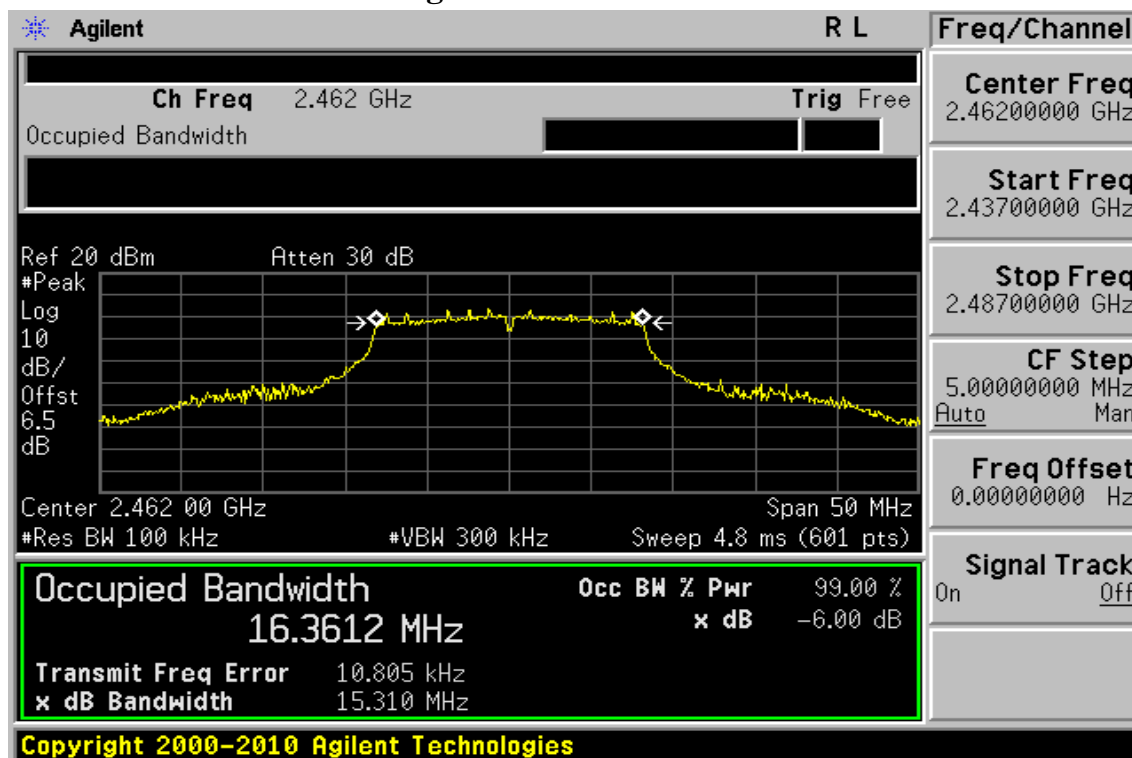 Agilent R L
Freq/Channel
Ch Freq 2.462 GHz Trig Free
Occupied Bandwidth
Center Freq
2.46200000 GHz
Start Freq
2.43700000 GHz
Stop Freq
2.48700000 GHz
CF Step
5.00000000 MHz
Auto Man
Freq Offset
0.00000000 Hz
Signal Track
On Off
Ref 20 dBm Atten 30 dB
#Peak
Log
10
dB/
Offst
6.5
dB
Center 2.462 00 GHz Span 50 MHz
#Res BW 100 kHz #VBW 300 kHz Sweep 4.8 ms (601 pts)
Occupied Bandwidth Occ BW % Pwr 99.00 %
16.3612 MHz x dB -6.00 dB
Transmit Freq Error 10.805 kHz
x dB Bandwidth 15.310 MHz
Copyright 2000-2010 Agilent Technologies